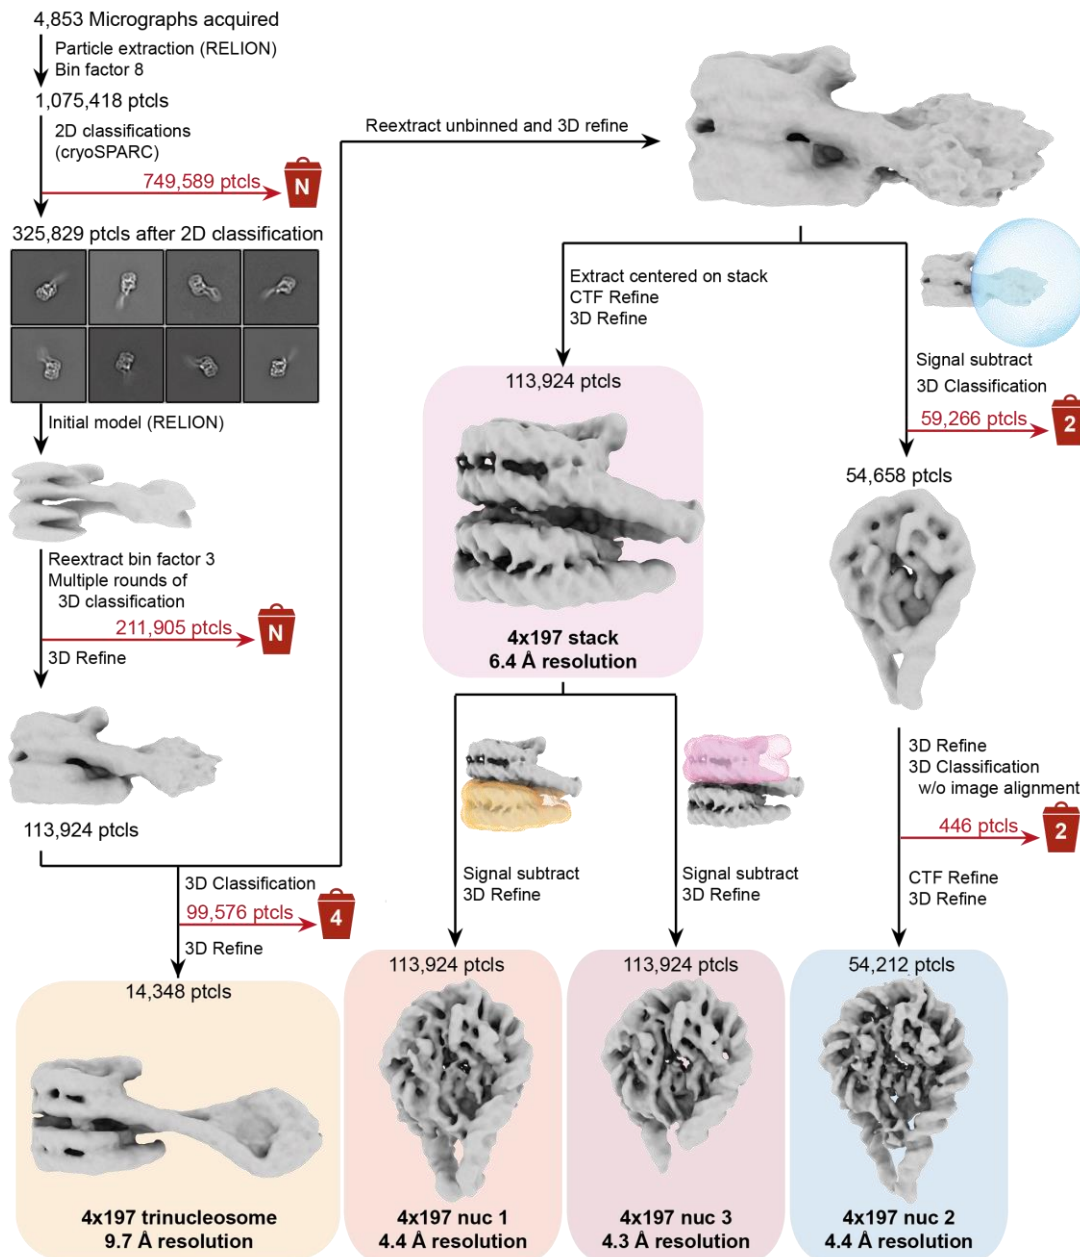 4,853 Micrographs acquired
Particle extraction (RELION)
Bin factor 8
1,075,418 ptcls
2D classifications
(cryoSPARC)
749,589 ptcls
N
325,829 ptcls after 2D classification
Initial model (RELION)
Reextract bin factor 3
Multiple rounds of
3D classification
211,905 ptcls
N
3D Refine
113,924 ptcls
3D Classification
99,576 ptcls
4
3D Refine
14,348 ptcls
4x197 trinucleosome
9.7 Å resolution
Reextract unbinned and 3D refine
Extract centered on stack
CTF Refine
3D Refine
113,924 ptcls
4x197 stack
6.4 Å resolution
Signal subtract
3D Refine
113,924 ptcls
4x197 nuc 1
4.4 Å resolution
Signal subtract
3D Refine
113,924 ptcls
4x197 nuc 3
4.3 Å resolution
Signal subtract
3D Classification
59,266 ptcls
2
54,658 ptcls
3D Refine
3D Classification
w/o image alignment
446 ptcls
2
CTF Refine
3D Refine
54,212 ptcls
4x197 nuc 2
4.4 Å resolution